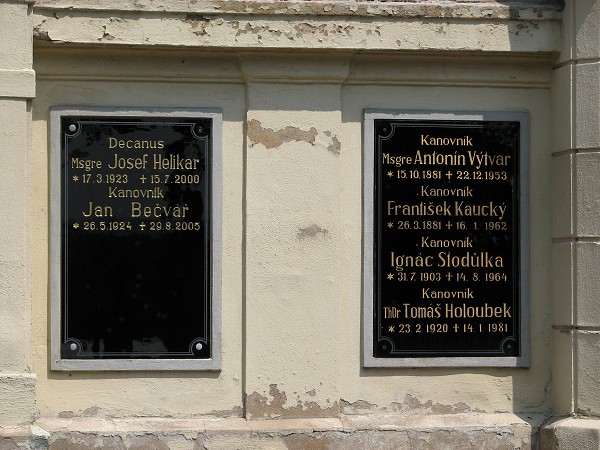 Decanus
Msgre Josef Helikar
* 17.3.1923 + 15.7.2000
Kanovník
Jan Bečvář
* 26.5.1924 + 29.8.2005
Kanovník
Msgre Antonín Výtvar
* 15.10.1881 + 22.12.1953
Kanovník
František Kaucký
* 26.3.1881 + 16. 1. 1962
Kanovník
Ignác Stodůlka
* 31.7. 1903 + 14. 8. 1964
Kanovník
ThDr Tomáš Holoubek
* 23. 2. 1920 + 14. 1. 1981